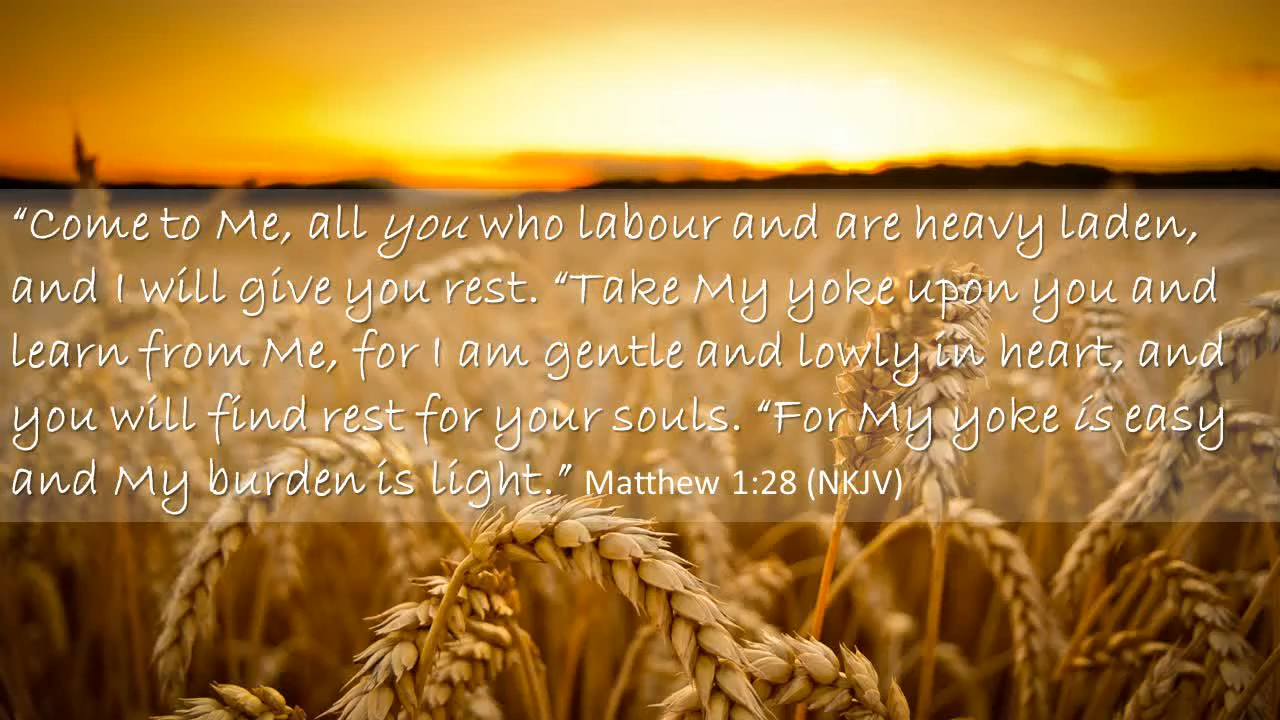 “Come to Me, all you who labour and are heavy laden,
and I will give you rest. “Take My yoke upon you and
learn from Me, for I am gentle and lowly in heart, and
you will find rest for your souls. “For My yoke is easy
and My burden is light.” Matthew 1:28 (NKJV)